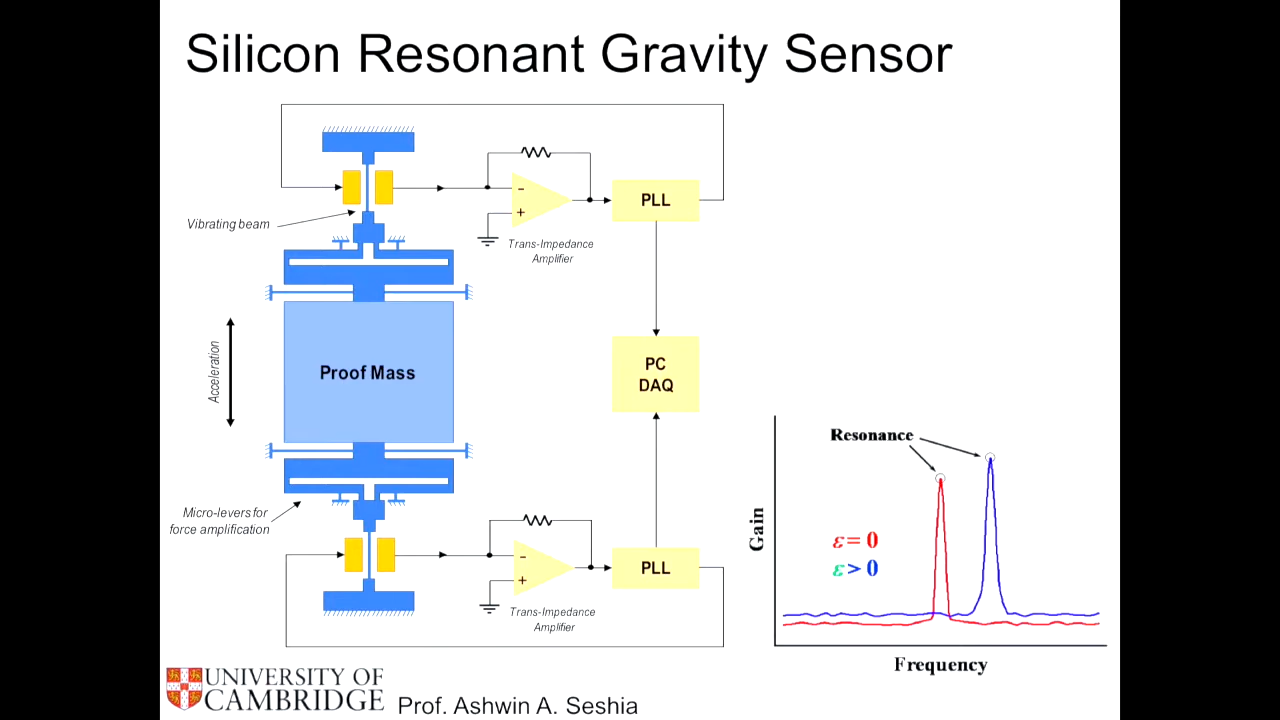 Silicon Resonant Gravity Sensor
Vibrating beam
−
+
Trans-Impedance
Amplifier
PLL
Acceleration
Proof Mass
PC
DAQ
Micro-levers for
force amplification
−
+
Trans-Impedance
Amplifier
PLL
Resonance
Gain
ε = 0
ε > 0
Frequency
UNIVERSITY OF
CAMBRIDGE
Prof. Ashwin A. Seshia